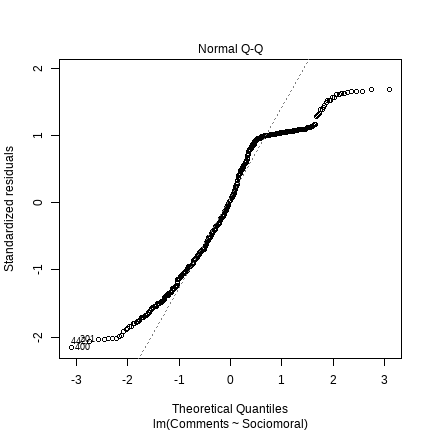 Normal Q-Q
Standardized residuals
2
1
0
-1
-2
400
-3 -2 -1 0 1 2 3
Theoretical Quantiles
lm(Comments ~ Sociomoral)